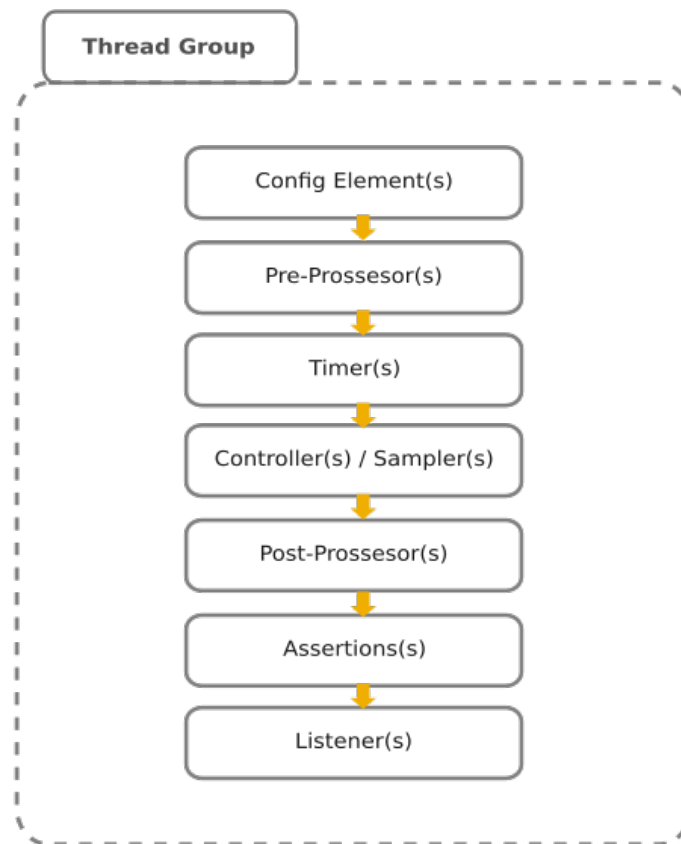 Thread Group
Config Element(s)
Pre-Prossesor(s)
Timer(s)
Controller(s) / Sampler(s)
Post-Prossesor(s)
Assertions(s)
Listener(s)